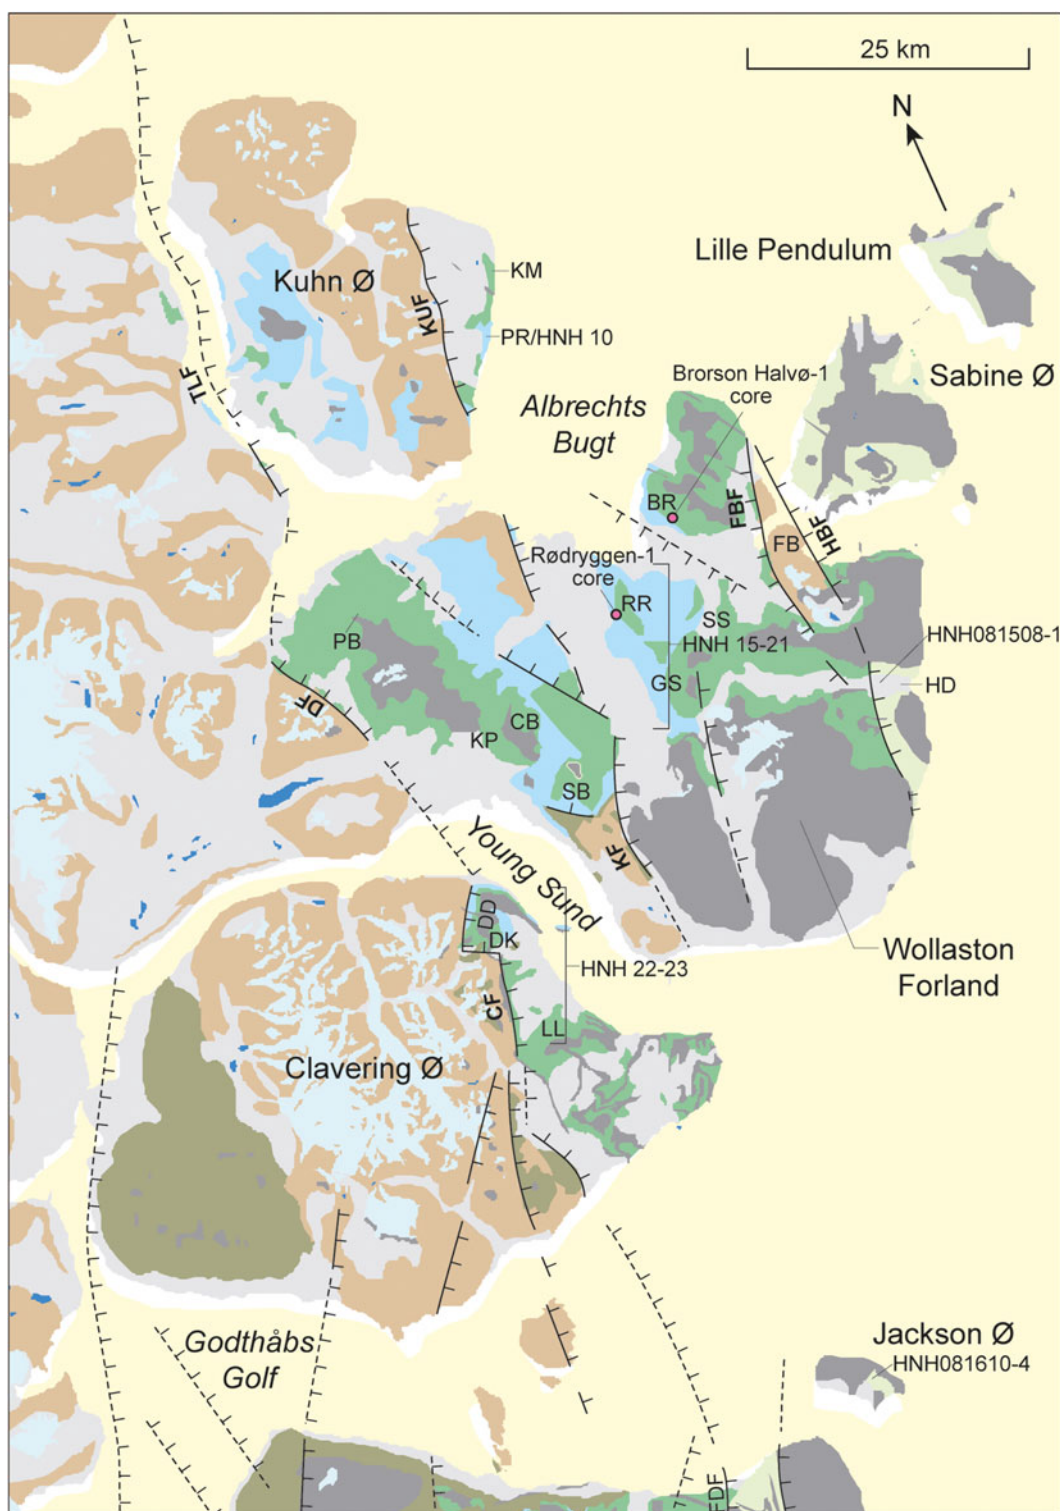 25 km
N
Lille Pendulum
Kuhn Ø
KM
KUF
PR/HNH 10
TLF
Sabine Ø
Brorson Halvø-1
core
Albrechts
Bugt
BR
FBF
HBF
FB
Rødryggen-1
core
RR
SS
HNH 15-21
HNH081508-1
PB
GS
HD
DF
CB
KP
SB
KF
Young Sund
DD
DK
HNH 22-23
Wollaston
Forland
CF
LL
Clavering Ø
Godthåbs
Golf
Jackson Ø
HNH081610-4
FDF